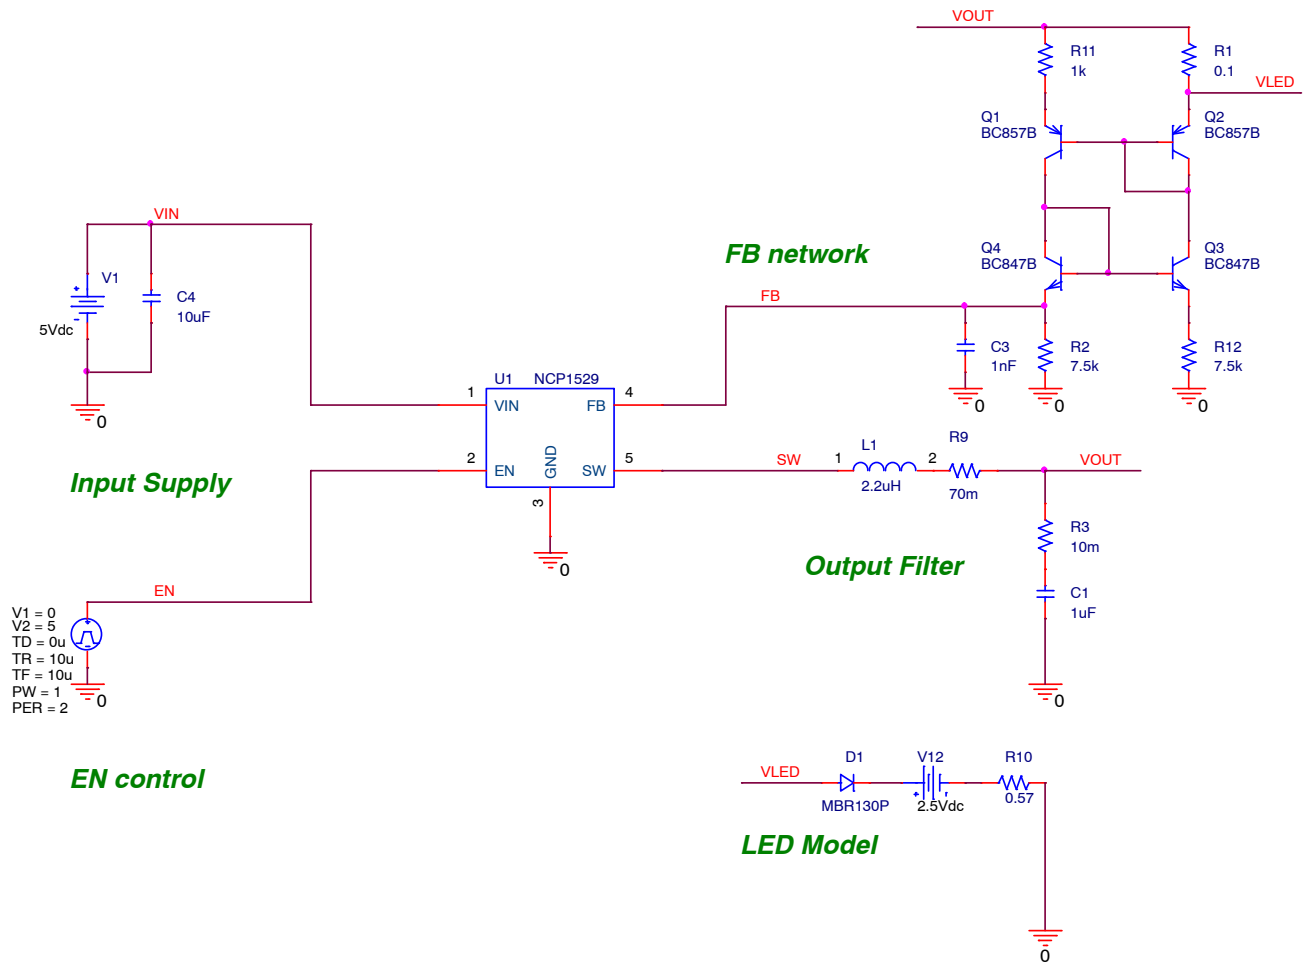 VOUT
R11
1k
R1
0.1
VLED
Q1
BC857B
Q2
BC857B
VIN
V1
5Vdc
C4
10uF
FB network
Q4
BC847B
Q3
BC847B
FB
C3
1nF
R2
7.5k
R12
7.5k
0
0
0
0
U1 NCP1529
1
VIN
FB
4
2
EN
GND
SW
5
3
0
Input Supply
SW
L1
1
2
2.2uH
R9
70m
VOUT
R3
10m
Output Filter
C1
1uF
0
EN
V1 = 0
V2 = 5
TD = 0u
TR = 10u
TF = 10u
PW = 1
PER = 2
0
EN control
VLED
D1
MBR130P
V12
2.5Vdc
R10
0.57
LED Model
0